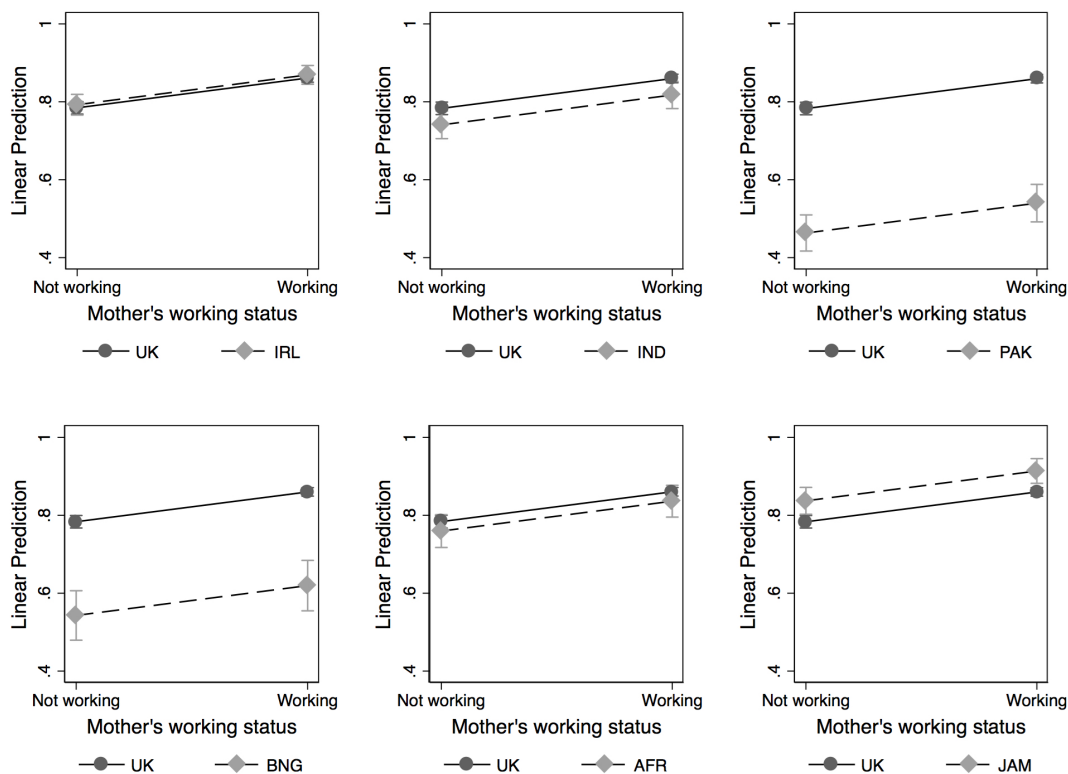 Linear Prediction
1
.8
.6
.4
Not working Working
Mother's working status
UK IRL
Linear Prediction
1
.8
.6
.4
Not working Working
Mother's working status
UK IND
Linear Prediction
1
.8
.6
.4
Not working Working
Mother's working status
UK PAK
Linear Prediction
1
.8
.6
.4
Not working Working
Mother's working status
UK BNG
Linear Prediction
1
.8
.6
.4
Not working Working
Mother's working status
UK AFR
Linear Prediction
1
.8
.6
.4
Not working Working
Mother's working status
UK JAM